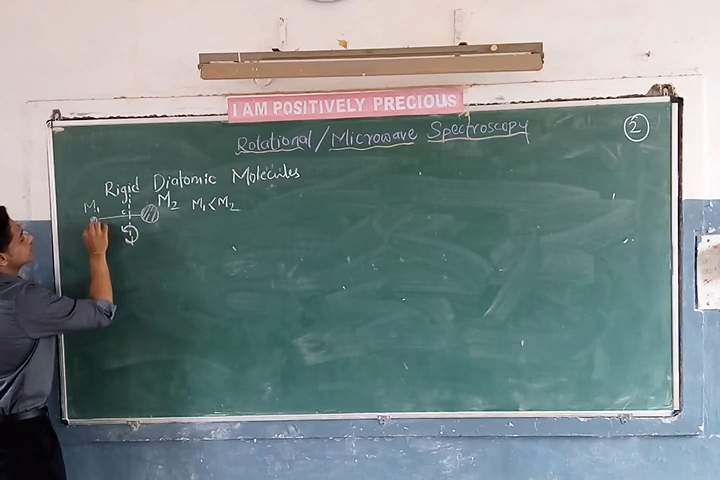 I AM POSITIVELY PRECIOUS
Rotational/Microwave Spectroscopy
2
Rigid Diatomic Molecules
M₁ C M₂ M₁<M₂